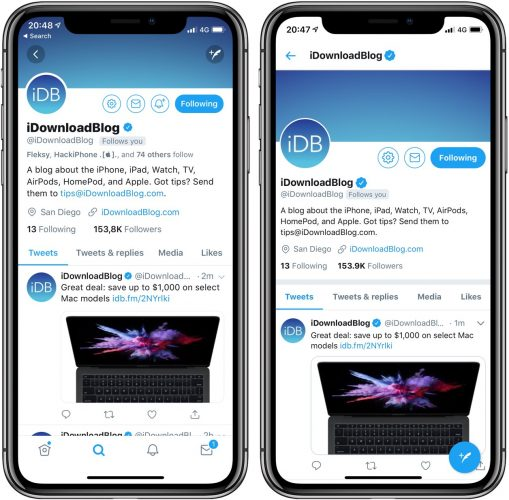 20:48
4G
Search
iDB
Following
iDownloadBlog
@iDownloadBlog Follows you
Fleksy, HackiPhone .[]., and 74 others follow
A blog about the iPhone, iPad, Watch, TV,
AirPods, HomePod, and Apple. Got tips? Send
them to tips@iDownloadBlog.com.
San Diego iDownloadBlog.com
13 Following 153,8K Followers
Tweets Tweets & replies Media Likes
iDB
iDownloadBlog @iDownload... · 2m
Great deal: save up to $1,000 on select
Mac models idb.fm/2NYrIki
iDownloadBlog @iDownload... · 2h
1
20:47
4G
iDownloadBlog
iDB
Following
iDownloadBlog
@iDownloadBlog Follows you
A blog about the iPhone, iPad, Watch, TV, AirPods,
HomePod, and Apple. Got tips? Send them to
tips@iDownloadBlog.com.
San Diego iDownloadBlog.com
13 Following 153.9K Followers
Tweets Tweets & replies Media Likes
iDB
iDownloadBlog @iDownloadBl... · 1m
Great deal: save up to $1,000 on select Mac
models idb.fm/2NYrIki